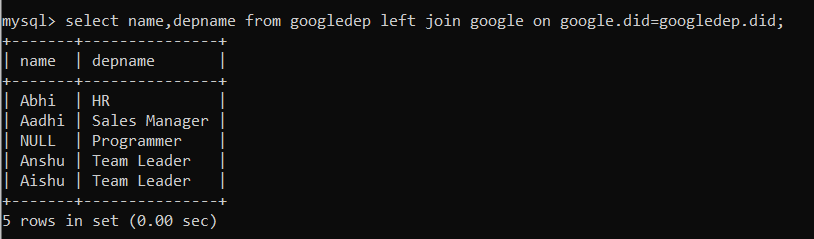 mysql> select name,depname from googledep left join google on google.did=googledep.did;
+-------+---------------+
| name  | depname       |
+-------+---------------+
| Abhi  | HR            |
| Aadhi | Sales Manager |
| NULL  | Programmer    |
| Anshu | Team Leader   |
| Aishu | Team Leader   |
+-------+---------------+
5 rows in set (0.00 sec)